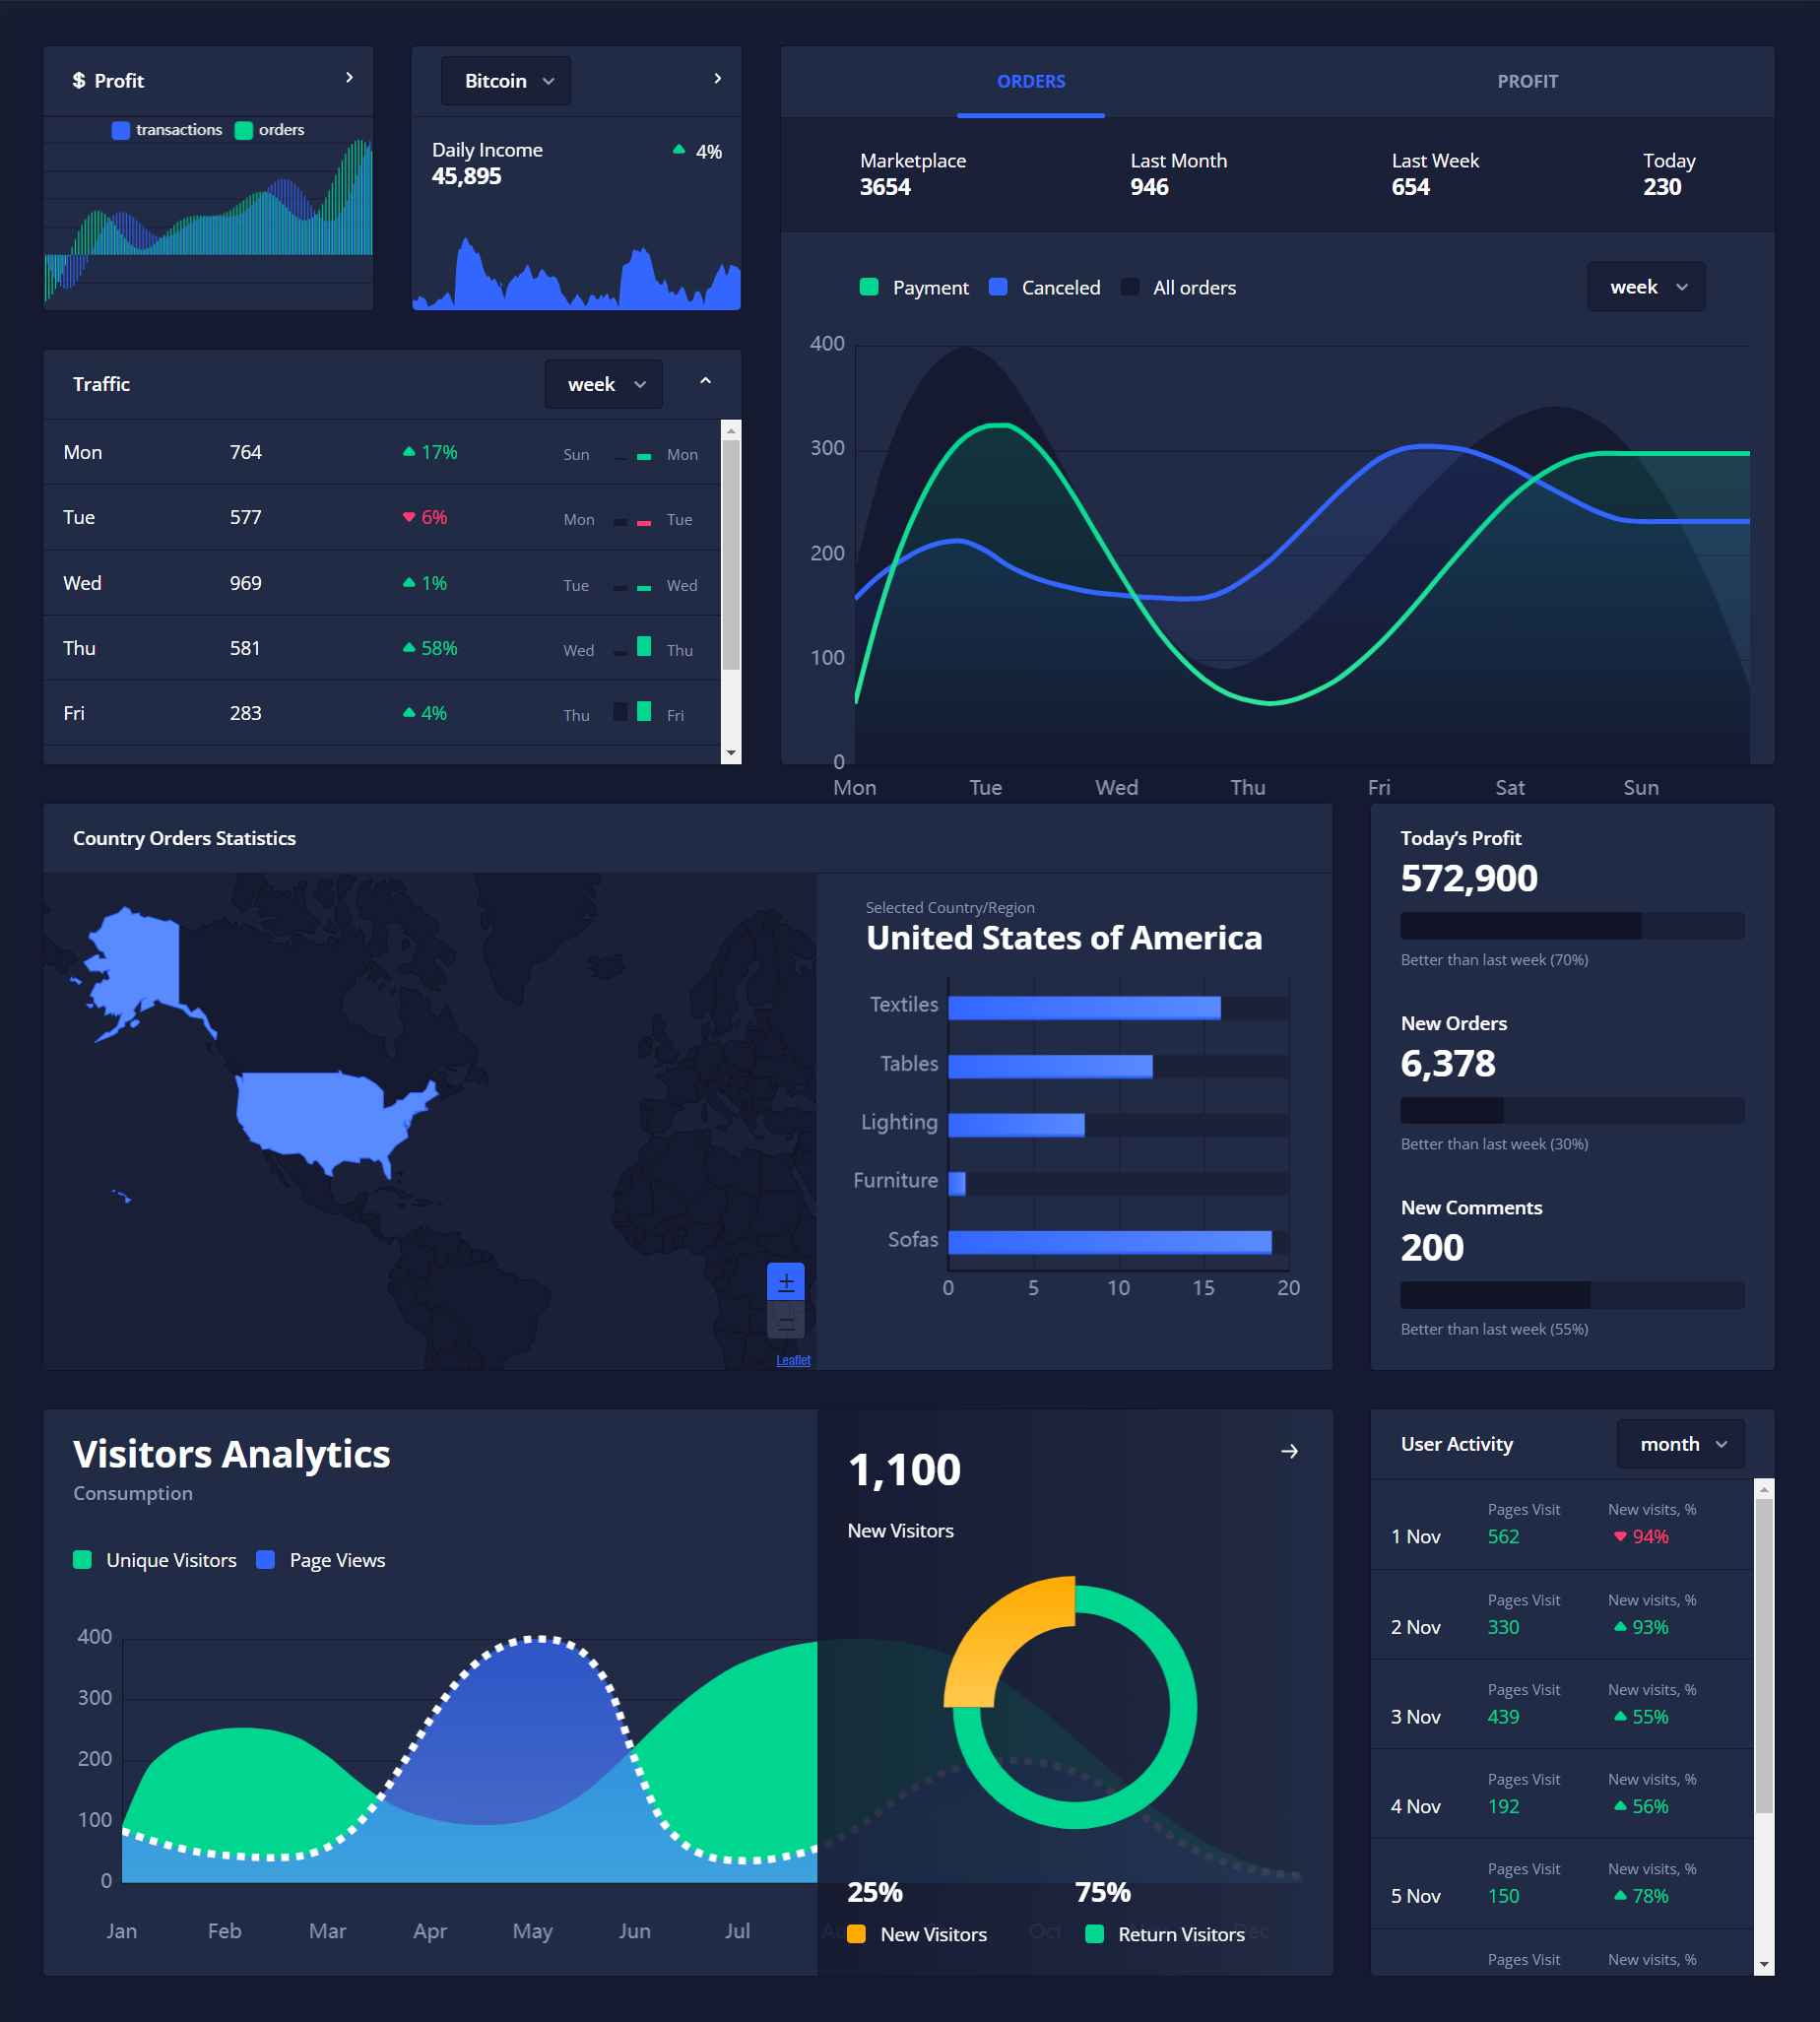 $ Profit
transactions orders
Bitcoin
Daily Income
45,895
4%
ORDERS PROFIT
Marketplace Last Month Last Week Today
3654 946 654 230
Payment Canceled All orders
week
400
300
200
100
0
Mon Tue Wed Thu Fri Sat Sun
Traffic week
Mon 764 17% Sun Mon
Tue 577 6% Mon Tue
Wed 969 1% Tue Wed
Thu 581 58% Wed Thu
Fri 283 4% Thu Fri
Country Orders Statistics
+
−
Leaflet
Selected Country/Region
United States of America
Textiles
Tables
Lighting
Furniture
Sofas
0 5 10 15 20
Today's Profit
572,900
Better than last week (70%)
New Orders
6,378
Better than last week (30%)
New Comments
200
Better than last week (55%)
Visitors Analytics
Consumption
Unique Visitors Page Views
400
300
200
100
0
Jan Feb Mar Apr May Jun Jul Oct
1,100
New Visitors
25% 75%
New Visitors Return Visitors
User Activity month
Pages Visit New visits, %
1 Nov 562 94%
Pages Visit New visits, %
2 Nov 330 93%
Pages Visit New visits, %
3 Nov 439 55%
Pages Visit New visits, %
4 Nov 192 56%
Pages Visit New visits, %
5 Nov 150 78%
Pages Visit New visits, %